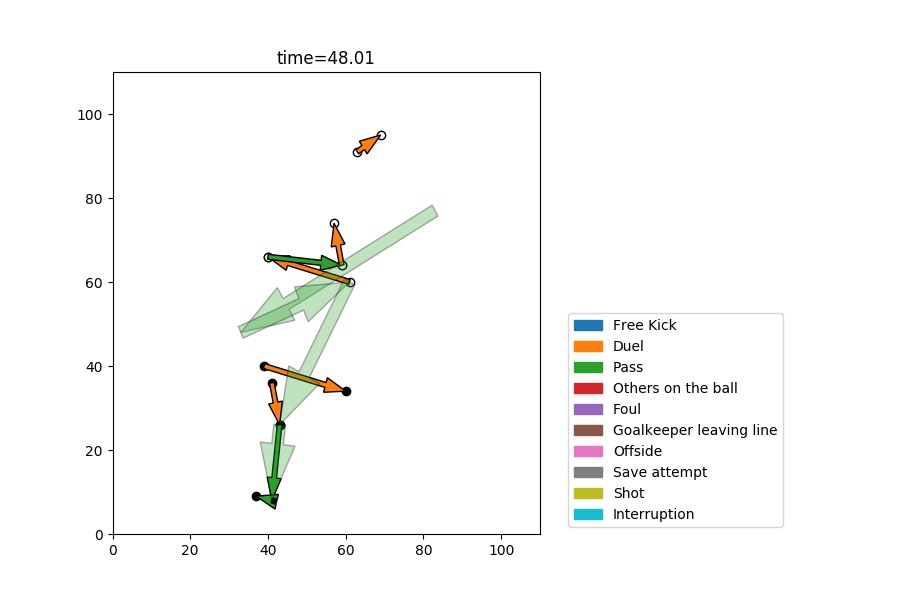 time=48.01
100
80
60
40
20
0
0 20 40 60 80 100
Free Kick
Duel
Pass
Others on the ball
Foul
Goalkeeper leaving line
Offside
Save attempt
Shot
Interruption